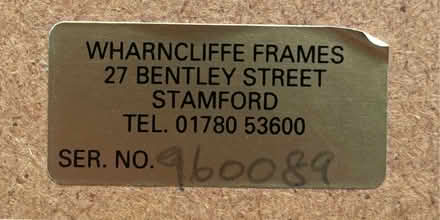 WHARNCLIFFE FRAMES
27 BENTLEY STREET
STAMFORD
TEL. 01780 53600
SER. NO. 960089